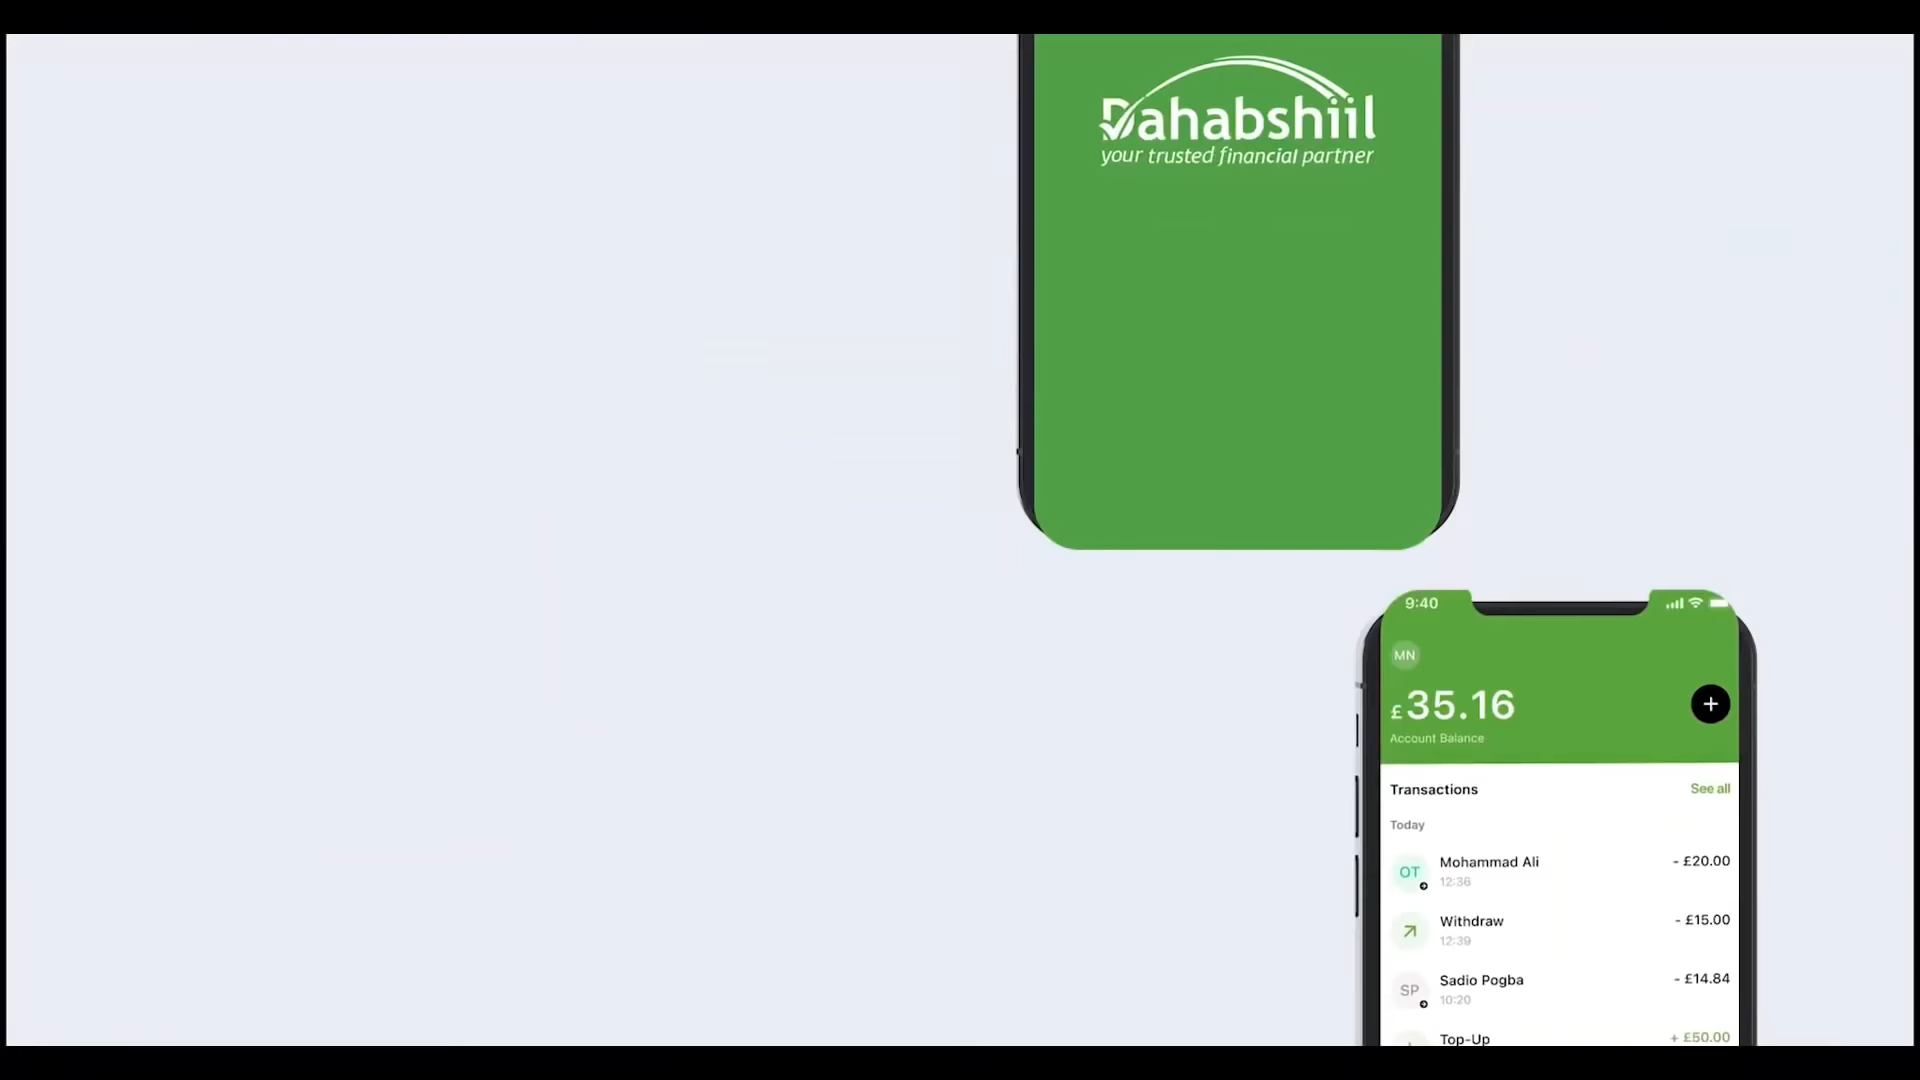 Dahabshiil
your trusted financial partner
9:40
MN
£35.16
+
Account Balance
Transactions See all
Today
OT Mohammad Ali - £20.00
12:36
Withdraw - £15.00
12:39
SP Sadio Pogba - £14.84
10:20
Top-Up + £50.00